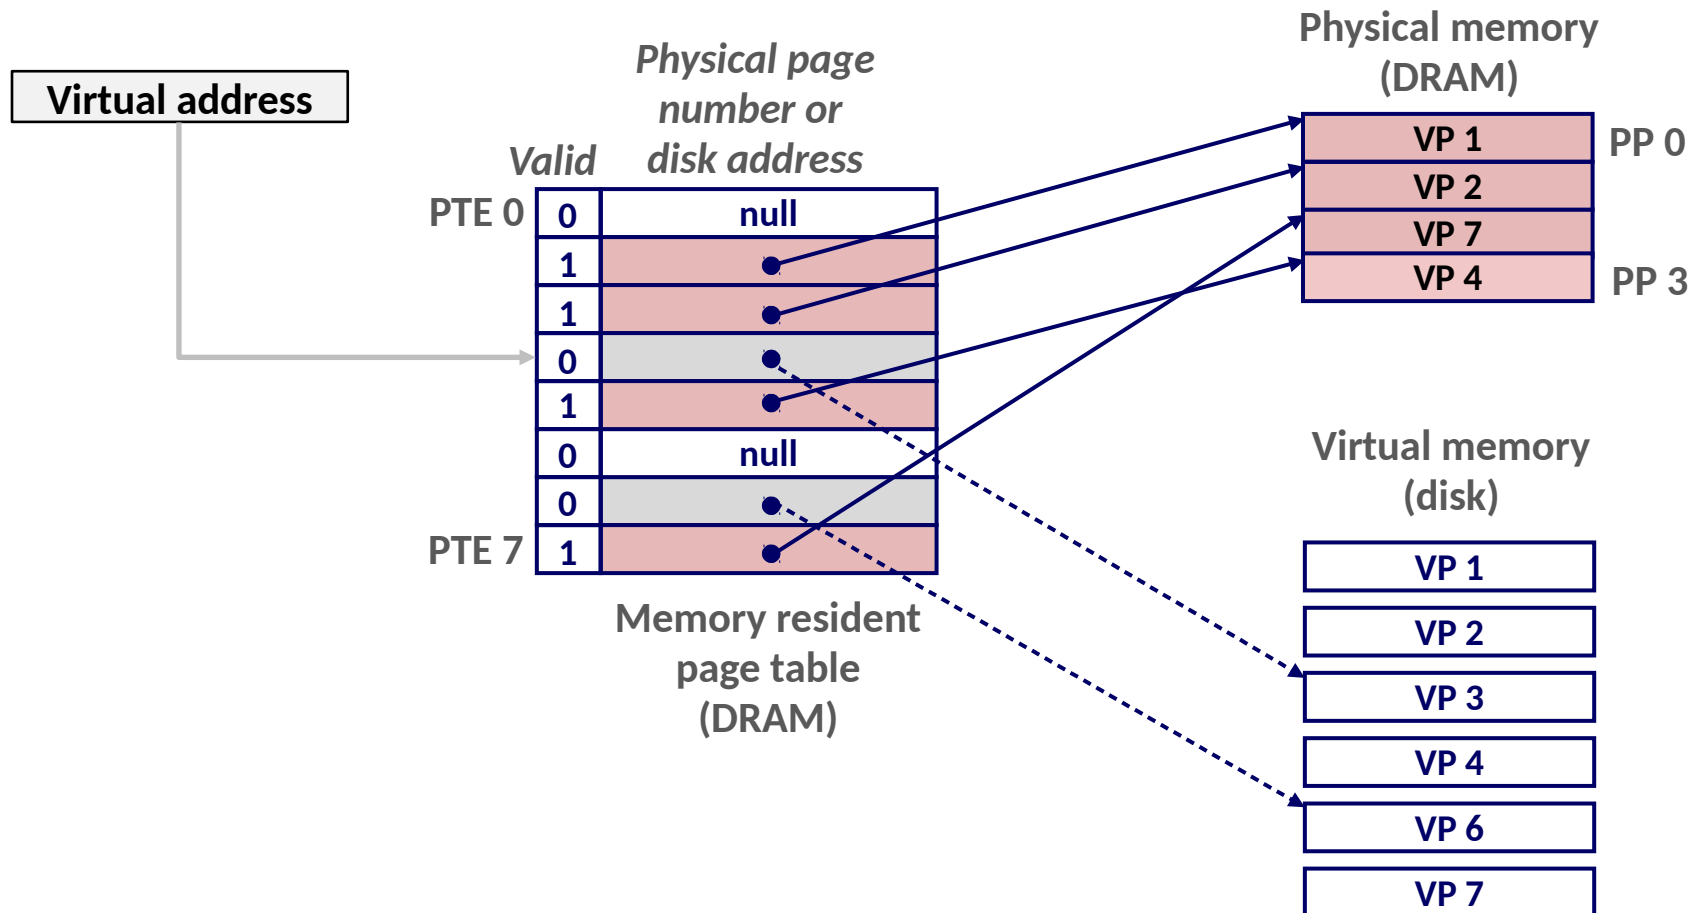 Virtual address
Physical page
number or
disk address
Valid
PTE 0
0
null
1
1
0
1
0
null
0
PTE 7
1
Memory resident
page table
(DRAM)
Physical memory
(DRAM)
VP 1
PP 0
VP 2
VP 7
VP 4
PP 3
Virtual memory
(disk)
VP 1
VP 2
VP 3
VP 4
VP 6
VP 7